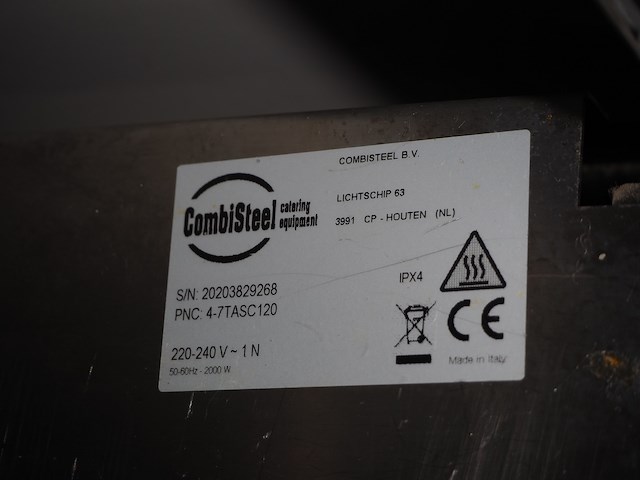 COMBISTEEL B.V.
CombiSteel catering equipment
LICHTSCHIP 63
3991 CP - HOUTEN (NL)
IPX4
S/N: 20203829268
PNC: 4-7TASC120
220-240 V ~ 1 N
50-60Hz - 2000 W
CE
Made in Italy